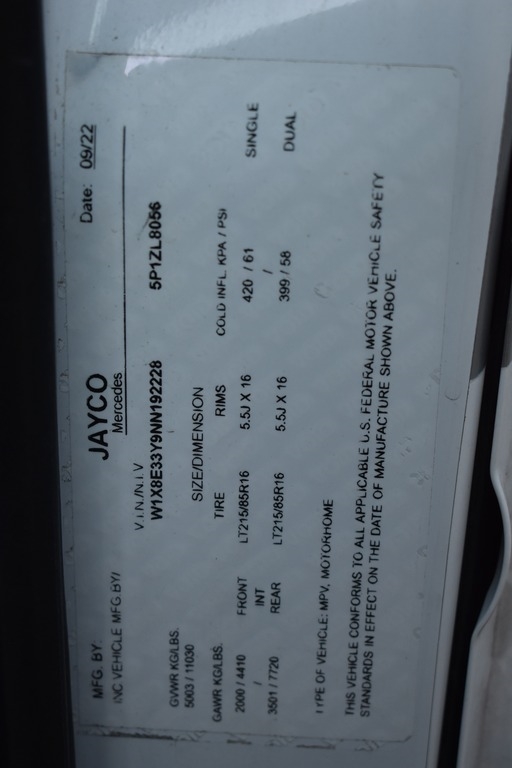 MFG. BY: JAYCO Date: 09/22
INC VEHICLE MFG BY/ Mercedes
V.I.N./N.I.V
W1X8E33Y9NN192228 5P1ZL8056
GVWR KG/LBS.
5003 / 11030
SIZE/DIMENSION
GAWR KG/LBS. TIRE RIMS COLD INFL. KPA / PSI
2000 / 4410 FRONT LT215/85R16 5.5J X 16 420 / 61 SINGLE
/ INT /
3501 / 7720 REAR LT215/85R16 5.5J X 16 399 / 58 DUAL
TYPE OF VEHICLE: MPV, MOTORHOME
THIS VEHICLE CONFORMS TO ALL APPLICABLE U.S. FEDERAL MOTOR VEHICLE SAFETY
STANDARDS IN EFFECT ON THE DATE OF MANUFACTURE SHOWN ABOVE.